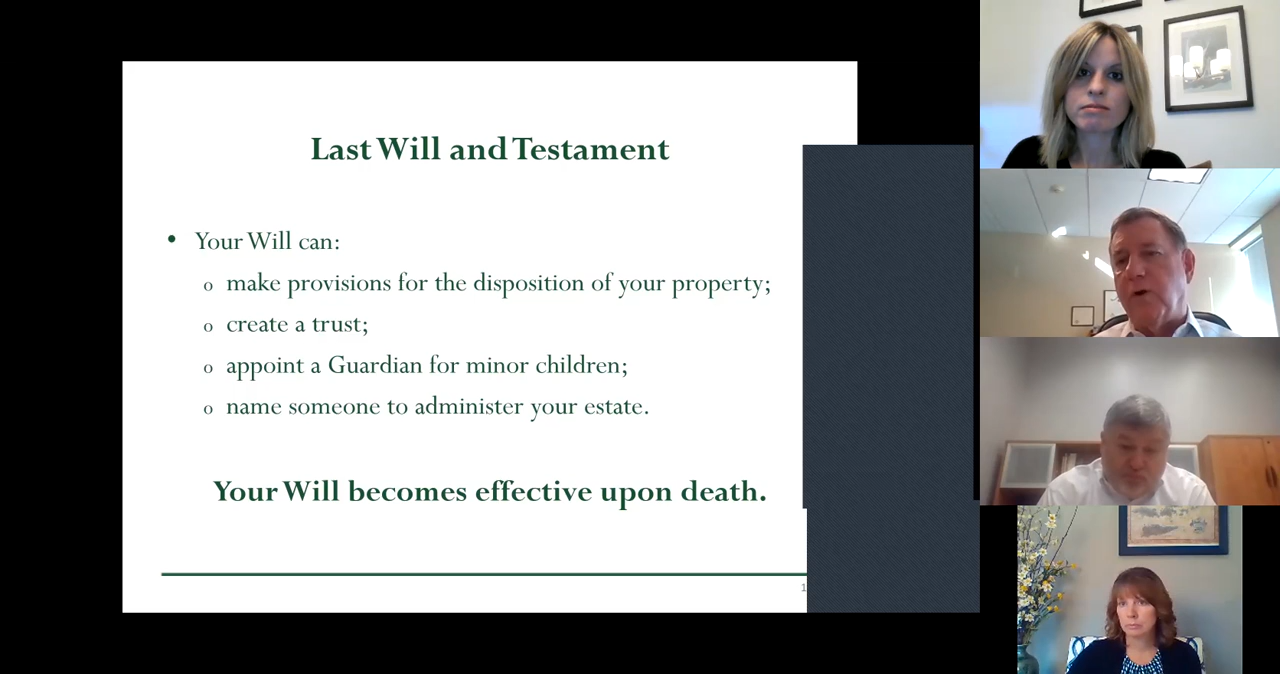 Last Will and Testament
• Your Will can:
o make provisions for the disposition of your property;
o create a trust;
o appoint a Guardian for minor children;
o name someone to administer your estate.
Your Will becomes effective upon death.
1